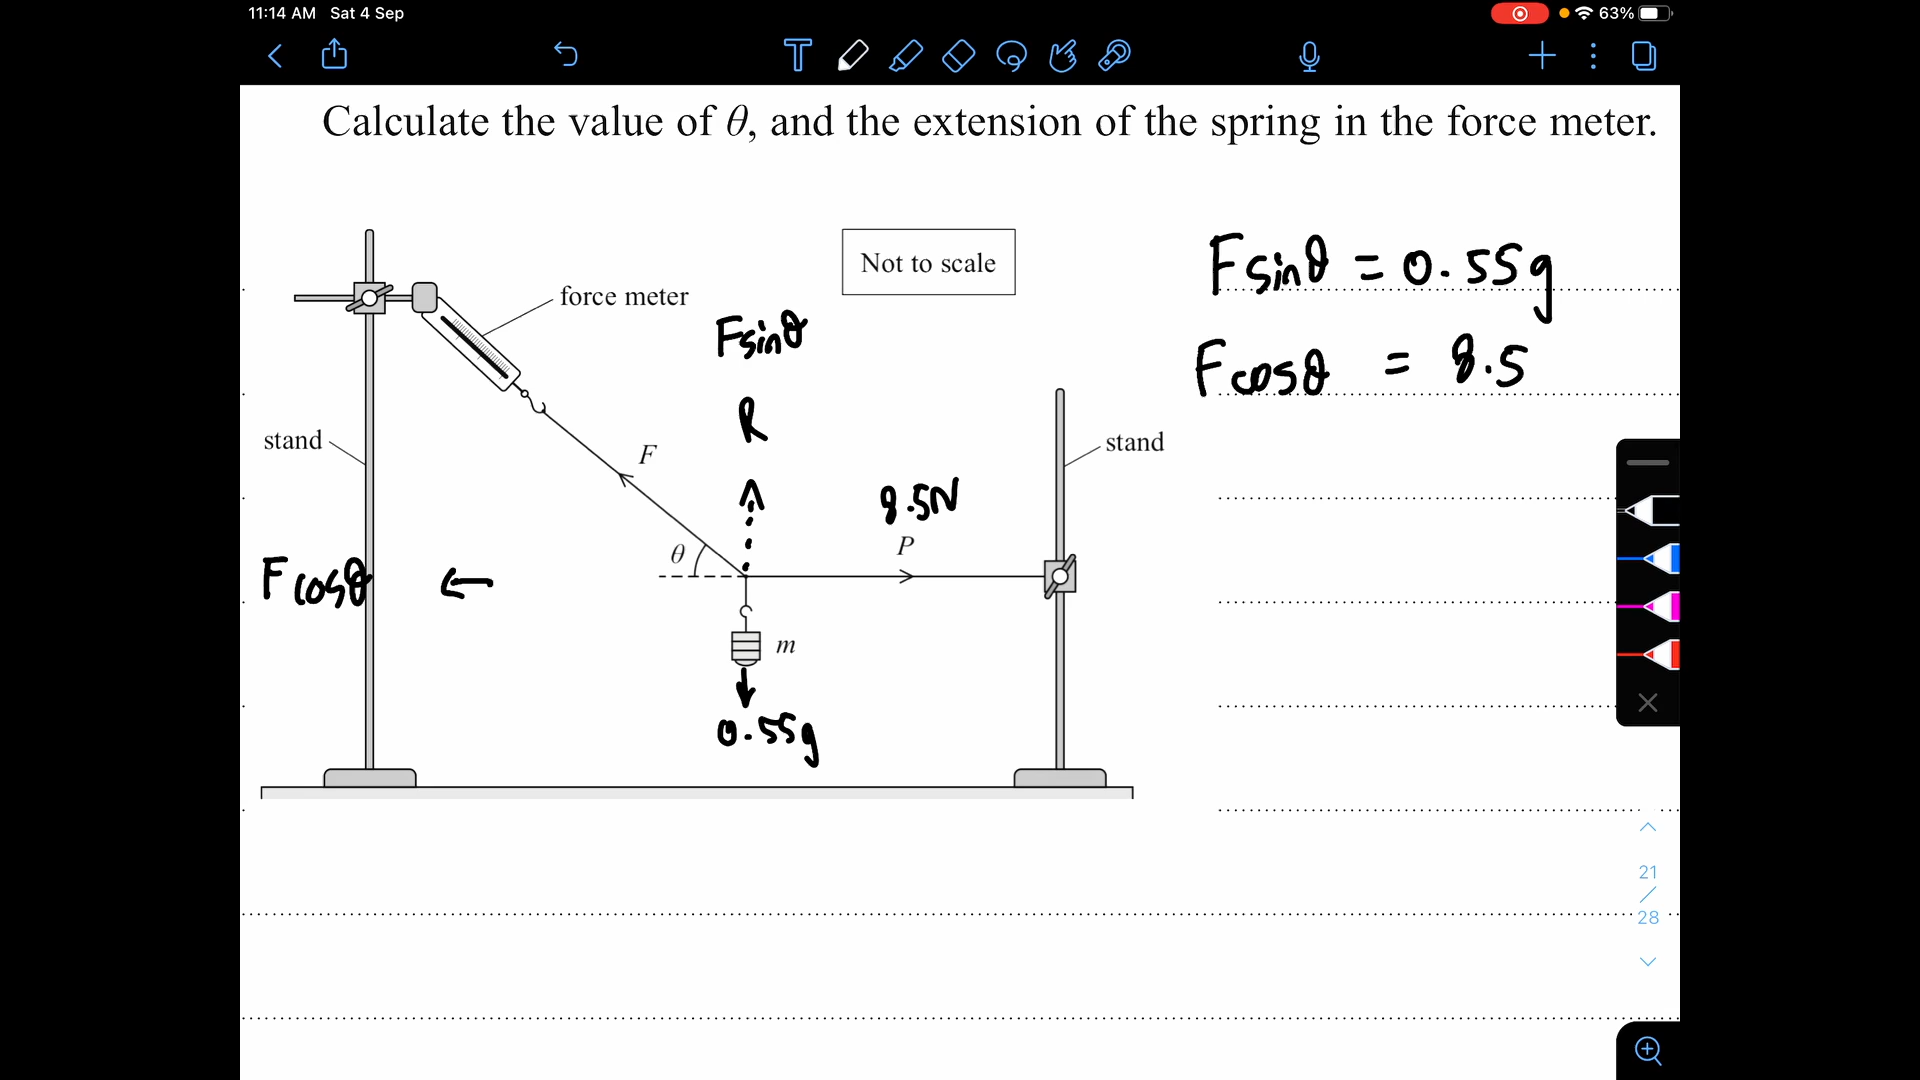 11:14 AM Sat 4 Sep
63%
Calculate the value of θ, and the extension of the spring in the force meter.
Not to scale
Fsinθ = 0.55g
force meter
Fsinθ
Fcosθ = 8.5
R
stand
stand
F
8.5N
θ
P
Fcosθ
m
0.55g
21
/
28